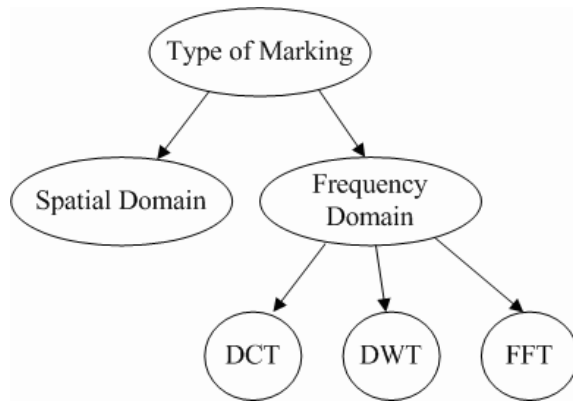 Type of Marking
Spatial Domain
Frequency
Domain
DCT
DWT
FFT